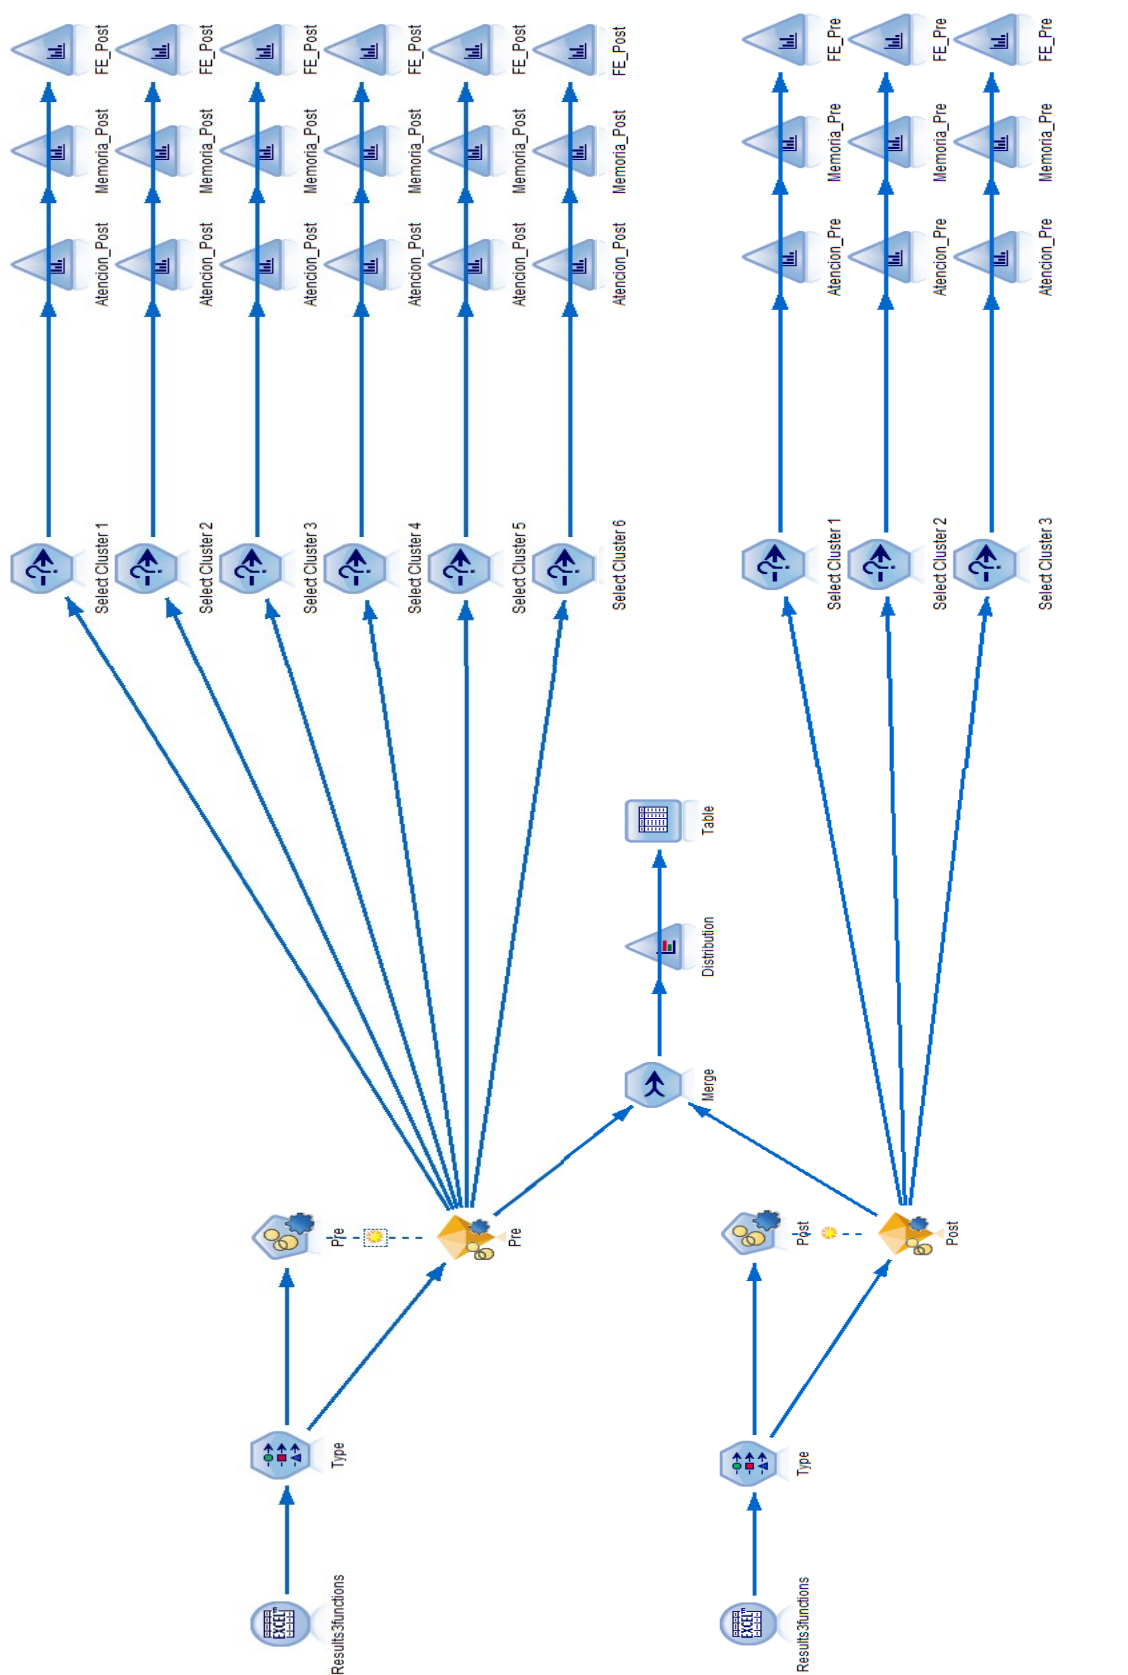 FE_Post
FE_Post
FE_Post
FE_Post
FE_Post
FE_Post
FE_Pre
FE_Pre
FE_Pre
Memoria_Post
Memoria_Post
Memoria_Post
Memoria_Post
Memoria_Post
Memoria_Post
Memoria_Pre
Memoria_Pre
Memoria_Pre
Atencion_Post
Atencion_Post
Atencion_Post
Atencion_Post
Atencion_Post
Atencion_Post
Atencion_Pre
Atencion_Pre
Atencion_Pre
Select Cluster 1
Select Cluster 2
Select Cluster 3
Select Cluster 4
Select Cluster 5
Select Cluster 6
Select Cluster 1
Select Cluster 2
Select Cluster 3
Table
Distribution
Merge
Pre
Pre
Post
Post
Type
Type
EXCEL
Results3functions
EXCEL
Results3functions